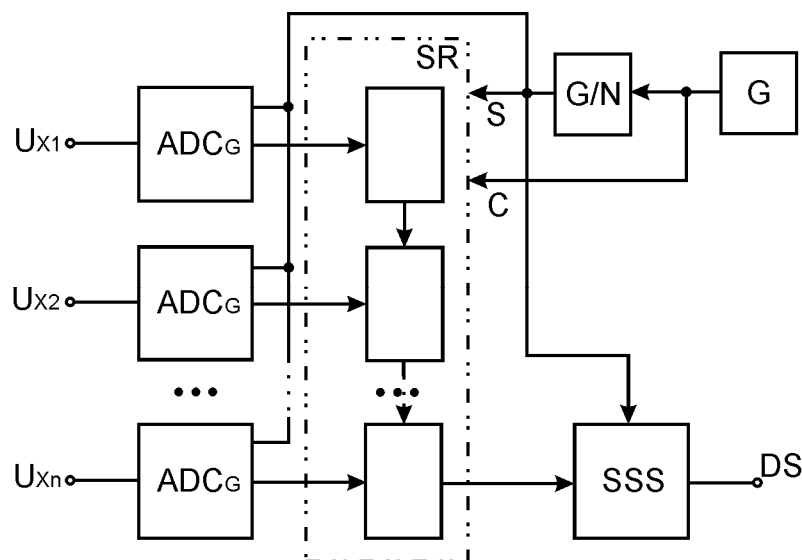 SR
G/N
G
S
C
UX1
ADCG
UX2
ADCG
•••
•••
UXn
ADCG
SSS
DS